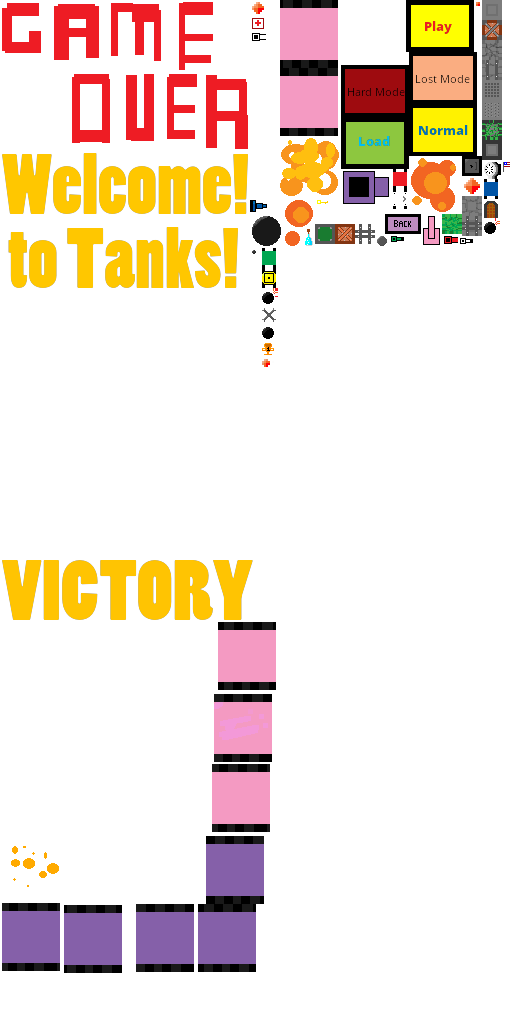 GAME
OVER
Welcome!
to Tanks!
Play
Lost Mode
Hard Mode
Normal
Load
BACK
VICTORY